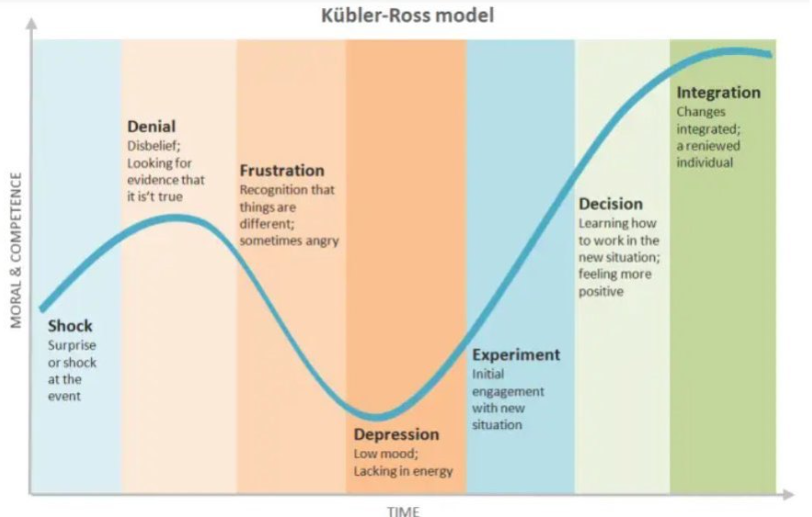 Kübler-Ross model
MORAL & COMPETENCE
Shock
Surprise
or shock
at the
event
Denial
Disbelief;
Looking for
evidence that
it is't true
Frustration
Recognition that
things are
different;
sometimes angry
Depression
Low mood;
Lacking in energy
Experiment
Initial
engagement
with new
situation
Decision
Learning how
to work in the
new situation;
feeling more
positive
Integration
Changes
integrated;
a reniewed
individual
TIME